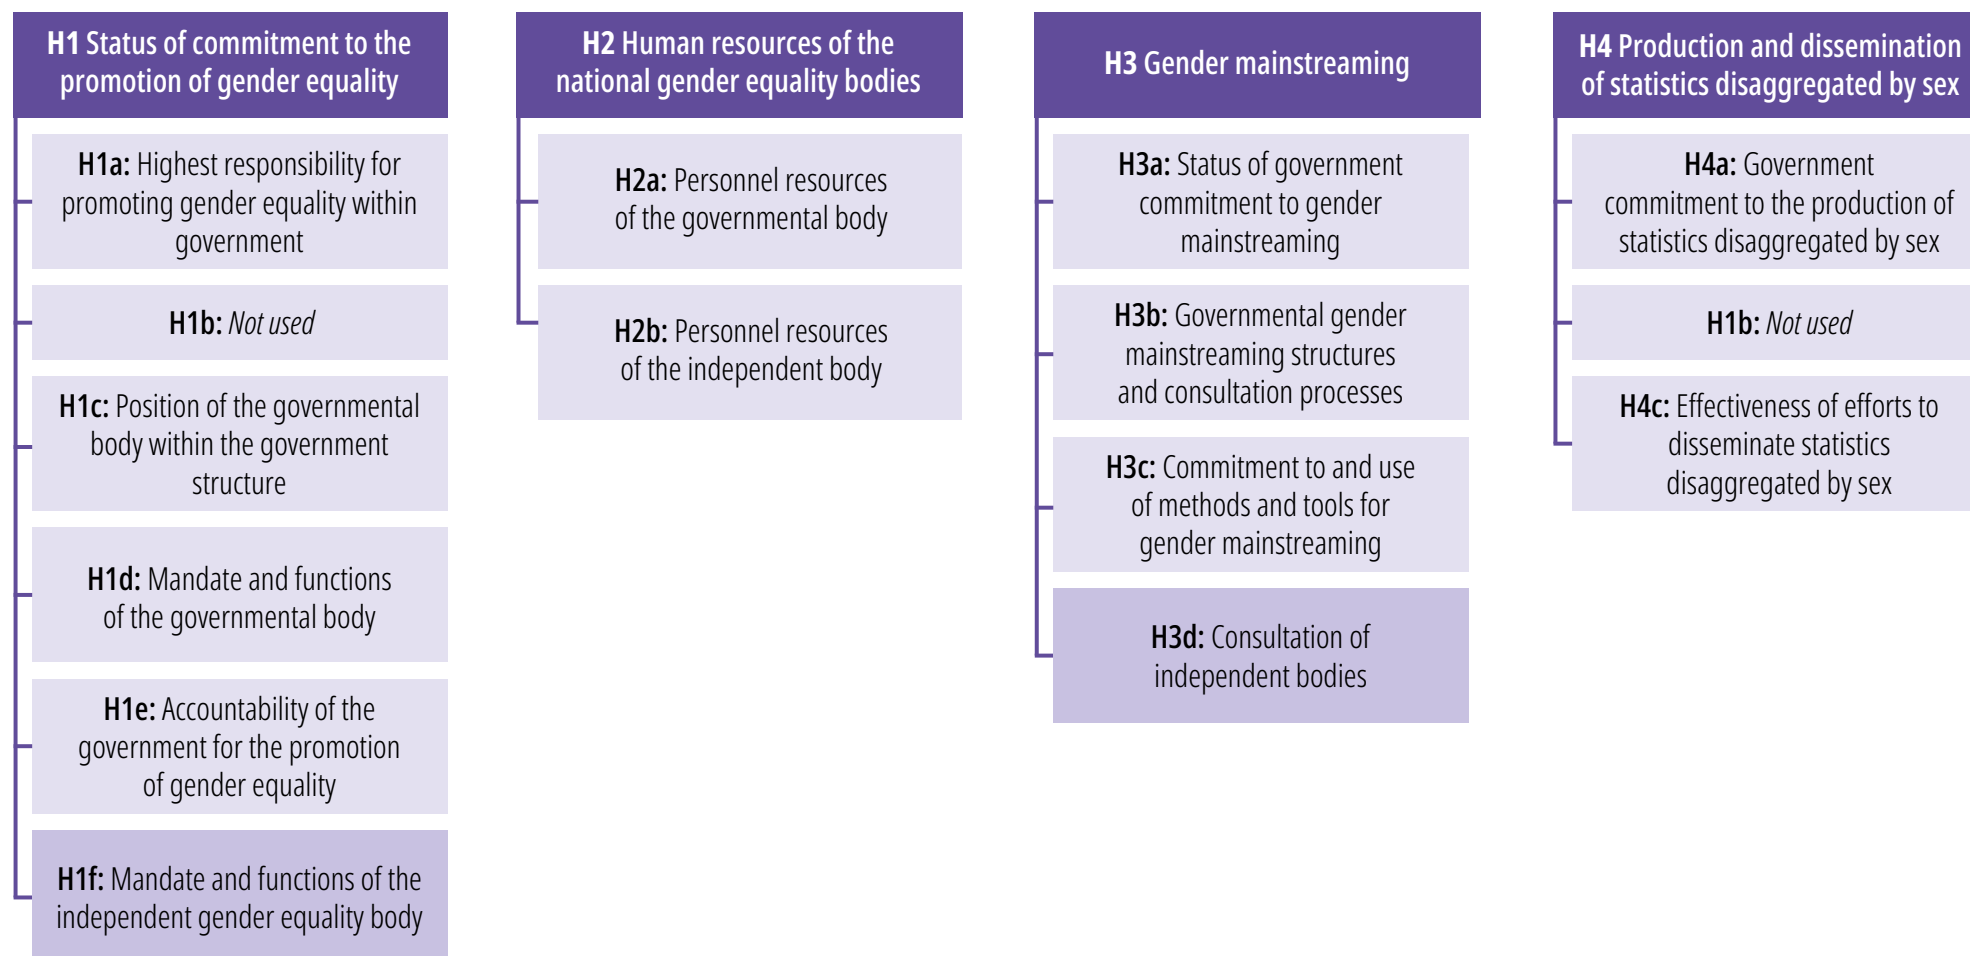 H1 Status of commitment to the
promotion of gender equality
H1a: Highest responsibility for
promoting gender equality within
government
H1b: Not used
H1c: Position of the governmental
body within the government
structure
H1d: Mandate and functions
of the governmental body
H1e: Accountability of the
government for the promotion
of gender equality
H1f: Mandate and functions of the
independent gender equality body
H2 Human resources of the
national gender equality bodies
H2a: Personnel resources
of the governmental body
H2b: Personnel resources
of the independent body
H3 Gender mainstreaming
H3a: Status of government
commitment to gender
mainstreaming
H3b: Governmental gender
mainstreaming structures
and consultation processes
H3c: Commitment to and use
of methods and tools for
gender mainstreaming
H3d: Consultation of
independent bodies
H4 Production and dissemination
of statistics disaggregated by sex
H4a: Government
commitment to the production of
statistics disaggregated by sex
H1b: Not used
H4c: Effectiveness of efforts to
disseminate statistics
disaggregated by sex